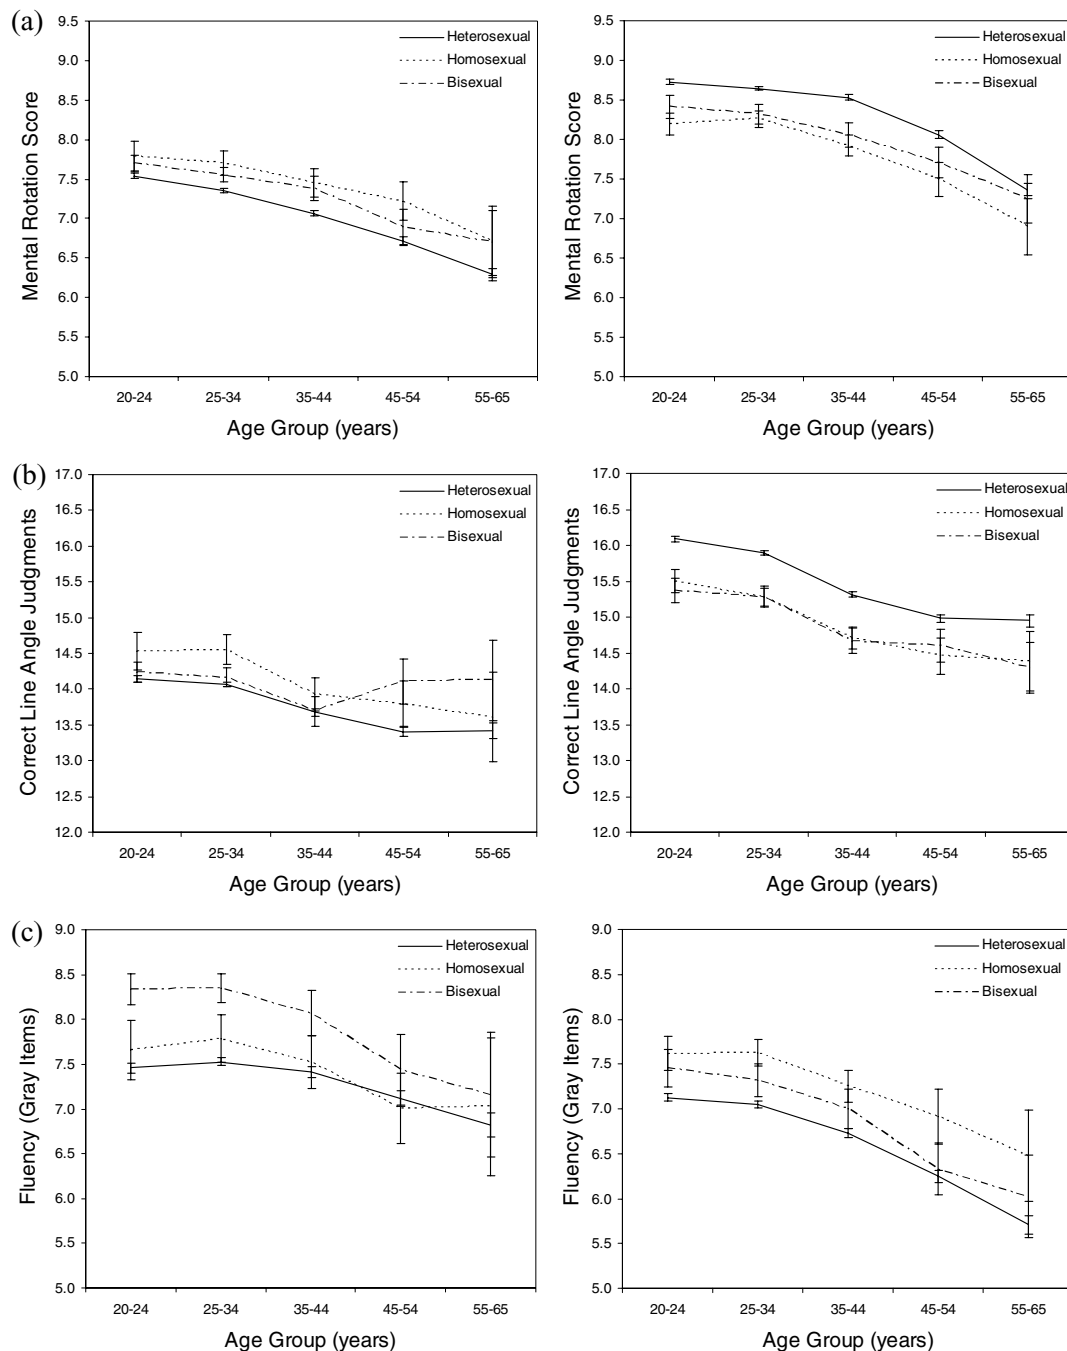 (a)
9.5
9.0
8.5
8.0
7.5
7.0
6.5
6.0
5.5
5.0
Mental Rotation Score
Heterosexual
Homosexual
Bisexual
20-24 25-34 35-44 45-54 55-65
Age Group (years)
9.5
9.0
8.5
8.0
7.5
7.0
6.5
6.0
5.5
5.0
Mental Rotation Score
Heterosexual
Homosexual
Bisexual
20-24 25-34 35-44 45-54 55-65
Age Group (years)
(b)
17.0
16.5
16.0
15.5
15.0
14.5
14.0
13.5
13.0
12.5
12.0
Correct Line Angle Judgments
Heterosexual
Homosexual
Bisexual
20-24 25-34 35-44 45-54 55-65
Age Group (years)
17.0
16.5
16.0
15.5
15.0
14.5
14.0
13.5
13.0
12.5
12.0
Correct Line Angle Judgments
Heterosexual
Homosexual
Bisexual
20-24 25-34 35-44 45-54 55-65
Age Group (years)
(c)
9.0
8.5
8.0
7.5
7.0
6.5
6.0
5.5
5.0
Fluency (Gray Items)
Heterosexual
Homosexual
Bisexual
20-24 25-34 35-44 45-54 55-65
Age Group (years)
9.0
8.5
8.0
7.5
7.0
6.5
6.0
5.5
5.0
Fluency (Gray Items)
Heterosexual
Homosexual
Bisexual
20-24 25-34 35-44 45-54 55-65
Age Group (years)